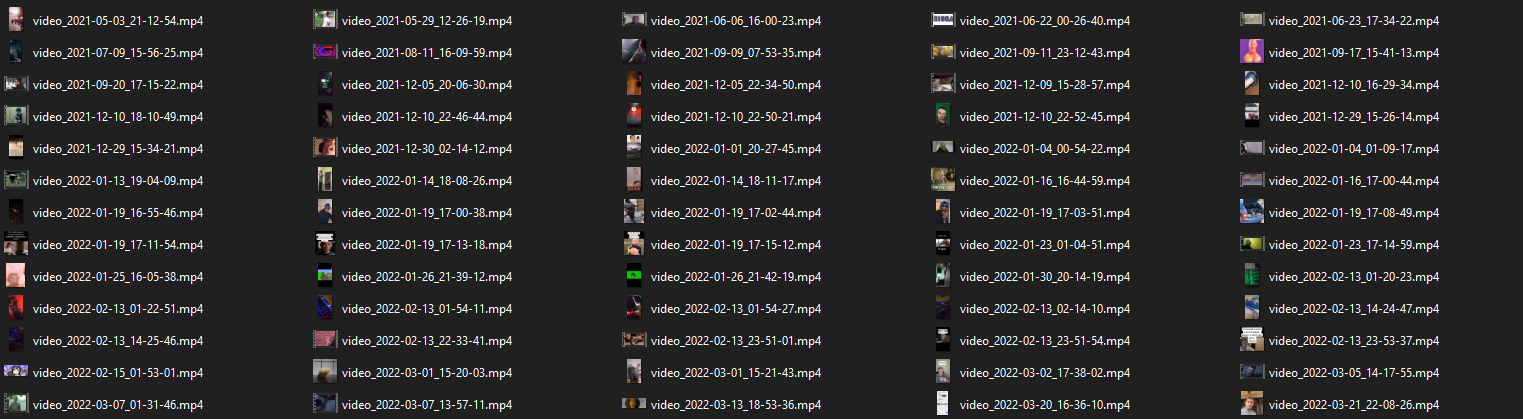 video_2021-05-03_21-12-54.mp4 video_2021-05-29_12-26-19.mp4 video_2021-06-06_16-00-23.mp4 video_2021-06-22_00-26-40.mp4 video_2021-06-23_17-34-22.mp4
video_2021-07-09_15-56-25.mp4 video_2021-08-11_16-09-59.mp4 video_2021-09-09_07-53-35.mp4 video_2021-09-11_23-12-43.mp4 video_2021-09-17_15-41-13.mp4
video_2021-09-20_17-15-22.mp4 video_2021-12-05_20-06-30.mp4 video_2021-12-05_22-34-50.mp4 video_2021-12-09_15-28-57.mp4 video_2021-12-10_16-29-34.mp4
video_2021-12-10_18-10-49.mp4 video_2021-12-10_22-46-44.mp4 video_2021-12-10_22-50-21.mp4 video_2021-12-10_22-52-45.mp4 video_2021-12-29_15-26-14.mp4
video_2021-12-29_15-34-21.mp4 video_2021-12-30_02-14-12.mp4 video_2022-01-01_20-27-45.mp4 video_2022-01-04_00-54-22.mp4 video_2022-01-04_01-09-17.mp4
video_2022-01-13_19-04-09.mp4 video_2022-01-14_18-08-26.mp4 video_2022-01-14_18-11-17.mp4 video_2022-01-16_16-44-59.mp4 video_2022-01-16_17-00-44.mp4
video_2022-01-19_16-55-46.mp4 video_2022-01-19_17-00-38.mp4 video_2022-01-19_17-02-44.mp4 video_2022-01-19_17-03-51.mp4 video_2022-01-19_17-08-49.mp4
video_2022-01-19_17-11-54.mp4 video_2022-01-19_17-13-18.mp4 video_2022-01-19_17-15-12.mp4 video_2022-01-23_01-04-51.mp4 video_2022-01-23_17-14-59.mp4
video_2022-01-25_16-05-38.mp4 video_2022-01-26_21-39-12.mp4 video_2022-01-26_21-42-19.mp4 video_2022-01-30_20-14-19.mp4 video_2022-02-13_01-20-23.mp4
video_2022-02-13_01-22-51.mp4 video_2022-02-13_01-54-11.mp4 video_2022-02-13_01-54-27.mp4 video_2022-02-13_02-14-10.mp4 video_2022-02-13_14-24-47.mp4
video_2022-02-13_14-25-46.mp4 video_2022-02-13_22-33-41.mp4 video_2022-02-13_23-51-01.mp4 video_2022-02-13_23-51-54.mp4 video_2022-02-13_23-53-37.mp4
video_2022-02-15_01-53-01.mp4 video_2022-03-01_15-20-03.mp4 video_2022-03-01_15-21-43.mp4 video_2022-03-02_17-38-02.mp4 video_2022-03-05_14-17-55.mp4
video_2022-03-07_01-31-46.mp4 video_2022-03-07_13-57-11.mp4 video_2022-03-13_18-53-36.mp4 video_2022-03-20_16-36-10.mp4 video_2022-03-21_22-08-26.mp4